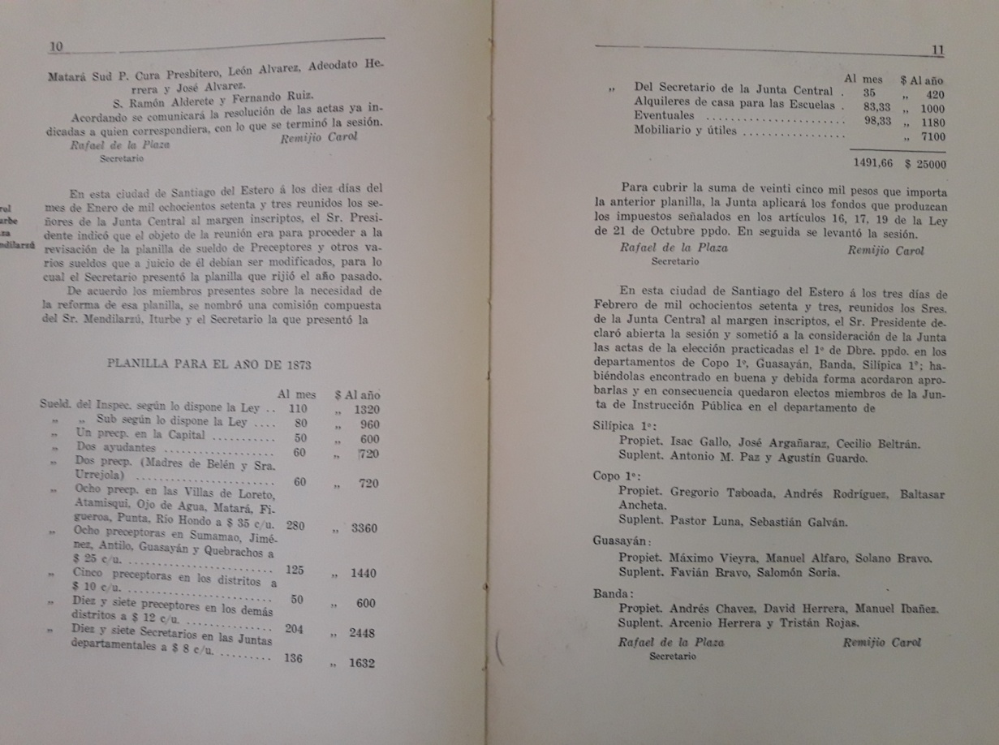 10
Matará Sud P. Cura Presbítero, León Alvarez, Adeodato He-
rrera y José Alvarez.
S. Ramón Alderete y Fernando Ruiz.
Acordando se comunicará la resolución de las actas ya in-
dicadas a quien correspondiera, con lo que se terminó la sesión.
Rafael de la Plaza Remijio Carol
Secretario
En esta ciudad de Santiago del Estero á los diez días del
mes de Enero de mil ochocientos setenta y tres reunidos los se-
ñores de la Junta Central al margen inscriptos, el Sr. Presi-
dente indicó que el objeto de la reunión era para proceder a la
revisación de la planilla de sueldo de Preceptores y otros va-
rios sueldos que a juicio de él debian ser modificados, para lo
cual el Secretario presentó la planilla que rijió el año pasado.
rol
urbe
za
ndilarzú
De acuerdo los miembros presentes sobre la necesidad de
la reforma de esa planilla, se nombró una comisión compuesta
del Sr. Mendilarzú, Iturbe y el Secretario la que presentó la
PLANILLA PARA EL AÑO DE 1873
Al mes $ Al año
Sueld. del Inspec. según lo dispone la Ley .. 110 „ 1320
„ „ Sub según lo dispone la Ley .... 80 „ 960
„ Un precp. en la Capital ........... 50 „ 600
„ Dos ayudantes .................. 60 „ 720
„ Dos precp. (Madres de Belén y Sra.
Urrejola) ....................... 60 „ 720
„ Ocho precp. en las Villas de Loreto,
Atamisqui, Ojo de Agua, Matará, Fi-
gueroa, Punta, Río Hondo a $ 35 c/u. 280 „ 3360
„ Ocho preceptoras en Sumamao, Jimé-
nez, Antilo, Guasayán y Quebrachos a
$ 25 c/u. ........................ 125 „ 1440
„ Cinco preceptoras en los distritos a
$ 10 c/u. ........................ 50 „ 600
„ Diez y siete preceptores en los demás
distritos a $ 12 c/u. .............. 204 „ 2448
„ Diez y siete Secretarios en las Juntas
departamentales a $ 8 c/u. ......... 136 „ 1632
11
Al mes $ Al año
„ Del Secretario de la Junta Central . 35 „ 420
Alquileres de casa para las Escuelas . 83,33 „ 1000
Eventuales ....................... 98,33 „ 1180
Mobiliario y útiles ................. „ 7100
1491,66 $ 25000
Para cubrir la suma de veinti cinco mil pesos que importa
la anterior planilla, la Junta aplicará los fondos que produzcan
los impuestos señalados en los artículos 16, 17, 19 de la Ley
de 21 de Octubre ppdo. En seguida se levantó la sesión.
Rafael de la Plaza Remijio Carol
Secretario
En esta ciudad de Santiago del Estero á los tres días de
Febrero de mil ochocientos setenta y tres, reunidos los Sres.
de la Junta Central al margen inscriptos, el Sr. Presidente de-
claró abierta la sesión y sometió a la consideración de la Junta
las actas de la elección practicadas el 1º de Dbre. ppdo. en los
departamentos de Copo 1º, Guasayán, Banda, Silípica 1º; ha-
biéndolas encontrado en buena y debida forma acordaron apro-
barlas y en consecuencia quedaron electos miembros de la Jun-
ta de Instrucción Pública en el departamento de
Silípica 1º:
Propiet. Isac Gallo, José Argañaraz, Cecilio Beltrán.
Suplent. Antonio M. Paz y Agustín Guardo.
Copo 1º:
Propiet. Gregorio Taboada, Andrés Rodríguez, Baltasar
Ancheta.
Suplent. Pastor Luna, Sebastián Galván.
Guasayán:
Propiet. Máximo Vieyra, Manuel Alfaro, Solano Bravo.
Suplent. Favián Bravo, Salomón Soria.
Banda:
Propiet. Andrés Chavez, David Herrera, Manuel Ibañez.
Suplent. Arcenio Herrera y Tristán Rojas.
Rafael de la Plaza Remijio Carol
Secretario